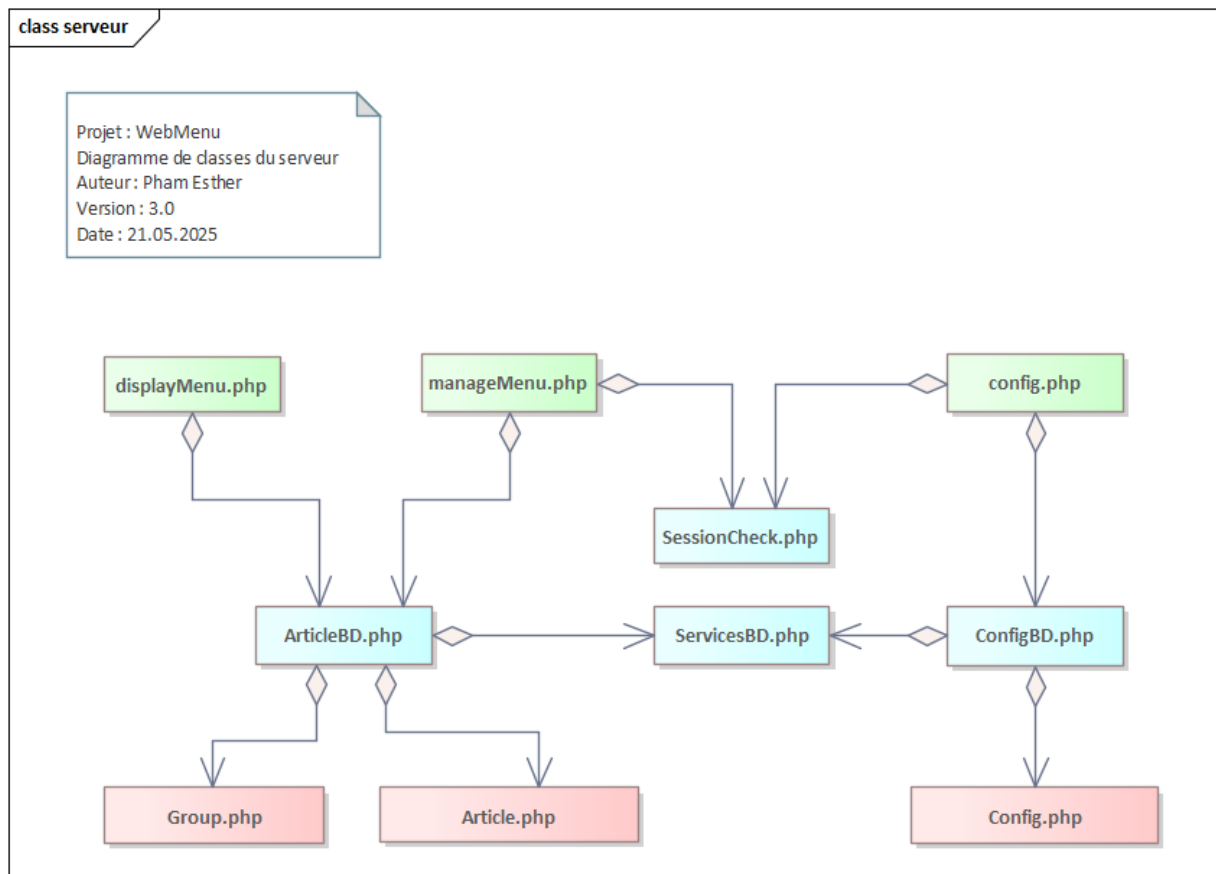 class serveur
Projet : WebMenu
Diagramme de classes du serveur
Auteur : Pham Esther
Version : 3.0
Date : 21.05.2025
displayMenu.php
manageMenu.php
config.php
SessionCheck.php
ArticleBD.php
ServicesBD.php
ConfigBD.php
Group.php
Article.php
Config.php